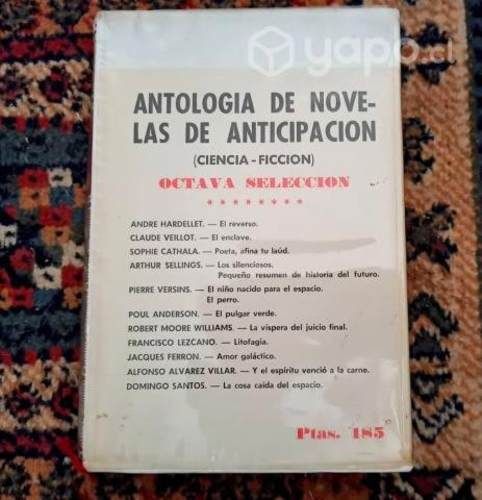 yapo.cl
ANTOLOGIA DE NOVE-
LAS DE ANTICIPACION
(CIENCIA-FICCION)
OCTAVA SELECCION
* * * * * * * *
ANDRE HARDELLET. — El reverso.
CLAUDE VEILLOT. — El enclave.
SOPHIE CATHALA. — Poeta, afina tu laúd.
ARTHUR SELLINGS. — Los silenciosos.
Pequeño resumen de historia del futuro.
PIERRE VERSINS. — El niño nacido para el espacio.
El perro.
POUL ANDERSON. — El pulgar verde.
ROBERT MOORE WILLIAMS. — La víspera del juicio final.
FRANCISCO LEZCANO. — Litofagia.
JACQUES FERRON. — Amor galáctico.
ALFONSO ALVAREZ VILLAR. — Y el espíritu venció a la carne.
DOMINGO SANTOS. — La cosa caída del espacio.
Ptas. 185